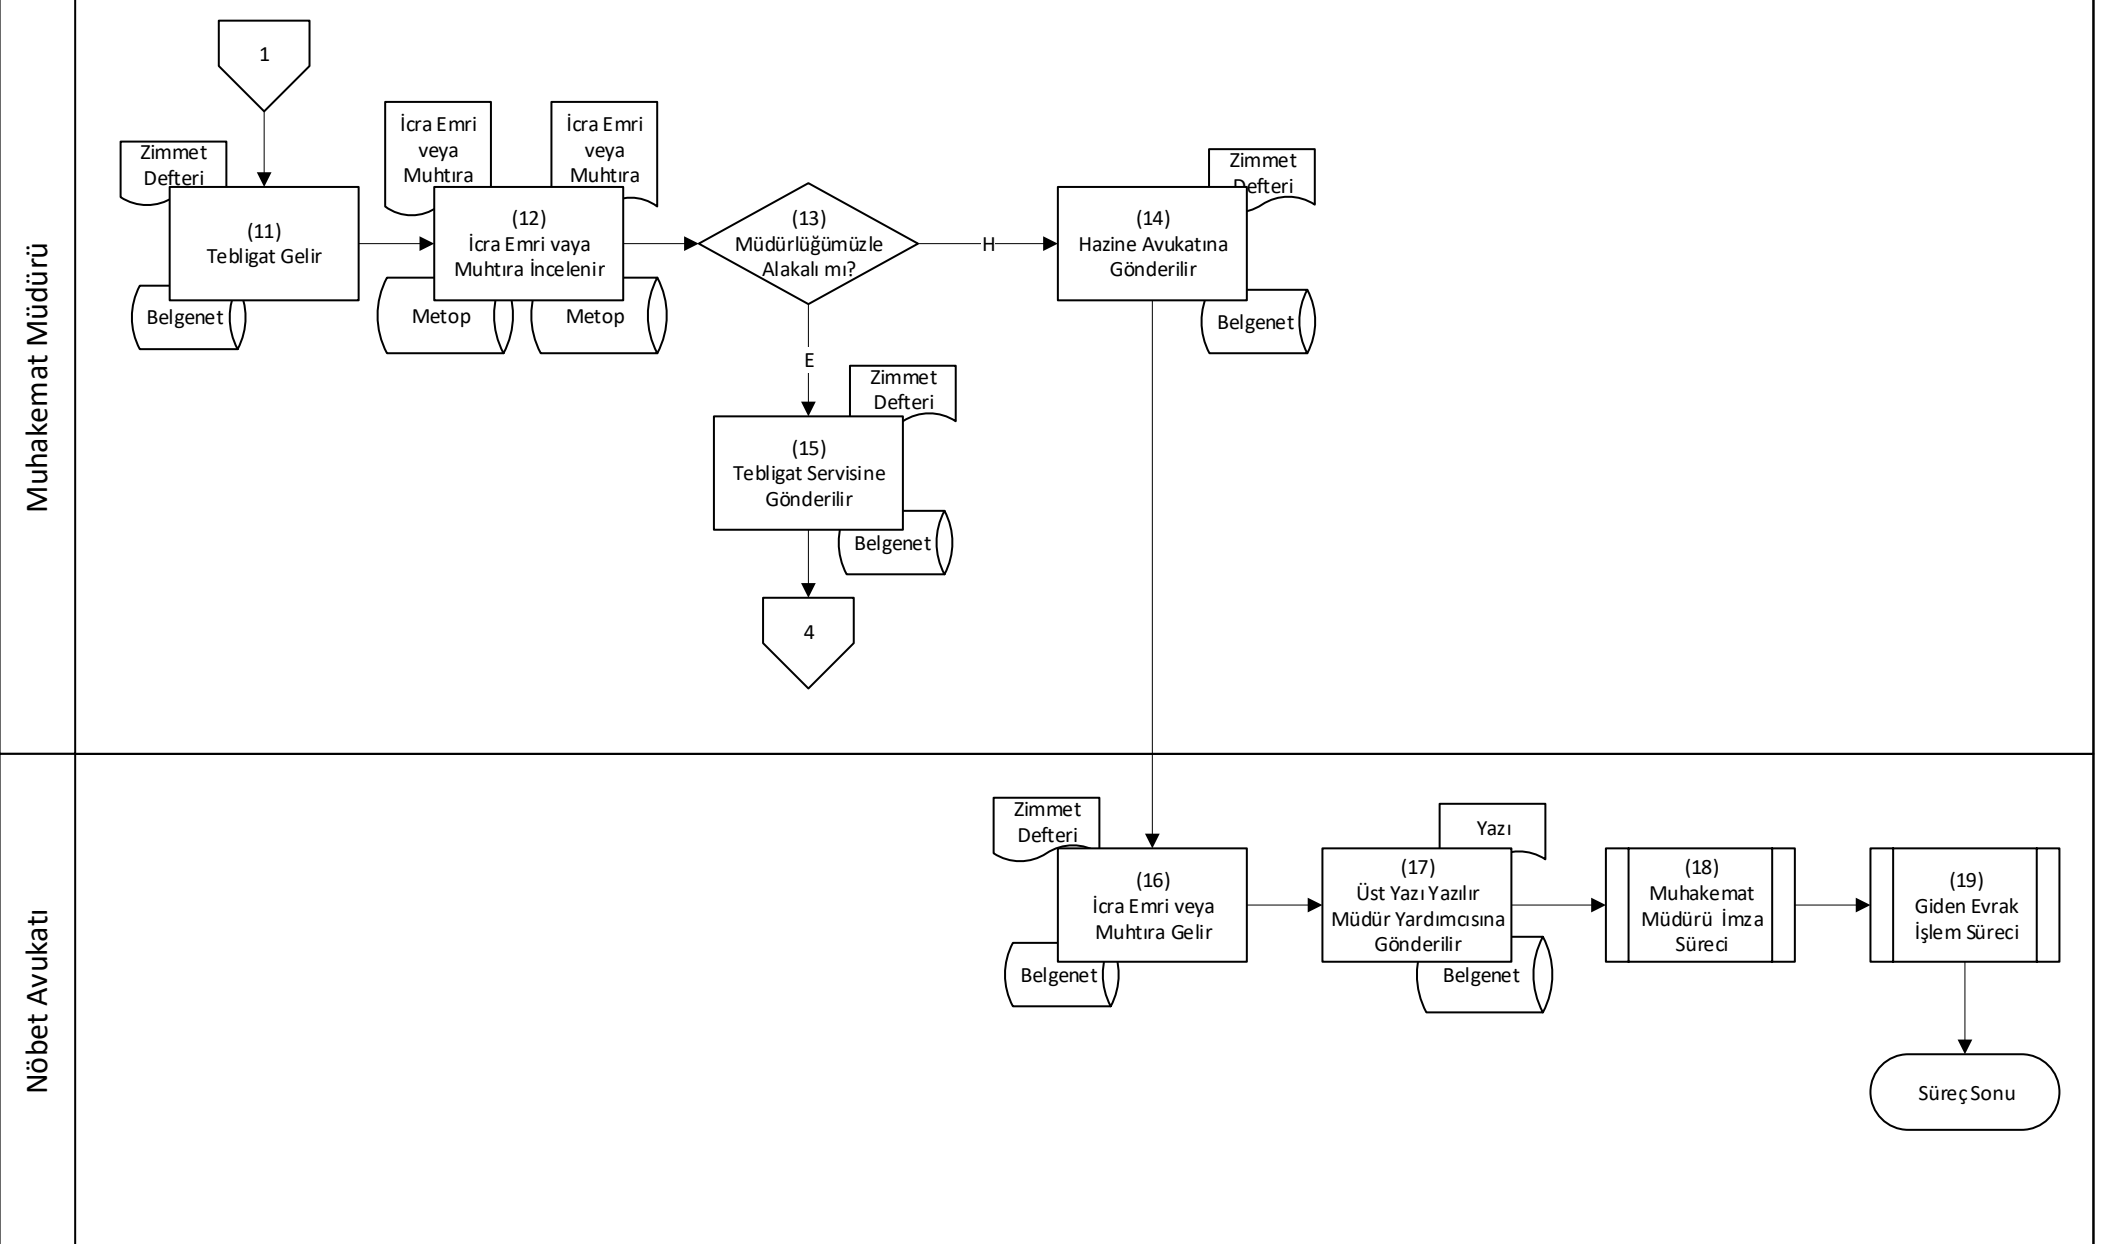 Muhakemat Müdürü
1
Zimmet
Defteri
(11)
Tebligat Gelir
Belgenet
İcra Emri
veya
Muhtıra
İcra Emri
veya
Muhtıra
(12)
İcra Emri vaya
Muhtıra İncelenir
Metop
Metop
(13)
Müdürlüğümüzle
Alakalı mı?
H
E
Zimmet
Defteri
(14)
Hazine Avukatına
Gönderilir
Belgenet
Zimmet
Defteri
(15)
Tebligat Servisine
Gönderilir
Belgenet
4
Nöbet Avukatı
Zimmet
Defteri
(16)
İcra Emri veya
Muhtıra Gelir
Belgenet
Yazı
(17)
Üst Yazı Yazılır
Müdür Yardımcısına
Gönderilir
Belgenet
(18)
Muhakemat
Müdürü İmza
Süreci
(19)
Giden Evrak
İşlem Süreci
Süreç Sonu